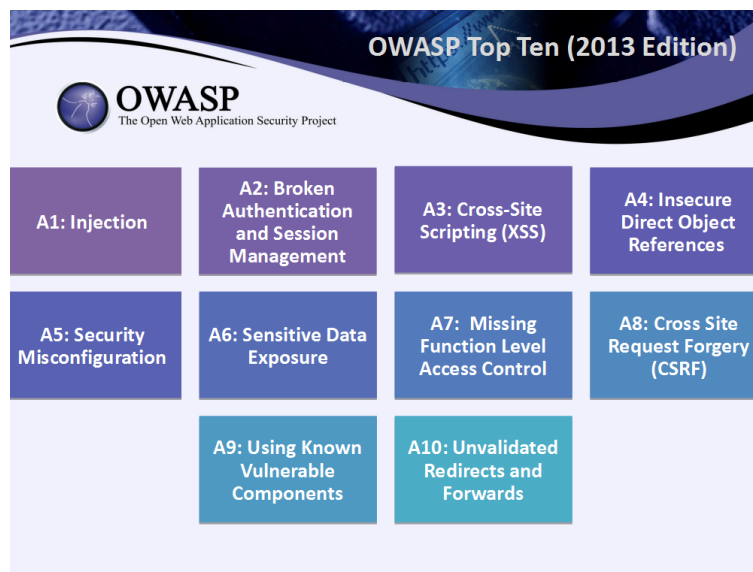 OWASP Top Ten (2013 Edition)
http
OWASP
The Open Web Application Security Project
A1: Injection
A2: Broken
Authentication
and Session
Management
A3: Cross-Site
Scripting (XSS)
A4: Insecure
Direct Object
References
A5: Security
Misconfiguration
A6: Sensitive Data
Exposure
A7:  Missing
Function Level
Access Control
A8: Cross Site
Request Forgery
(CSRF)
A9: Using Known
Vulnerable
Components
A10: Unvalidated
Redirects and
Forwards